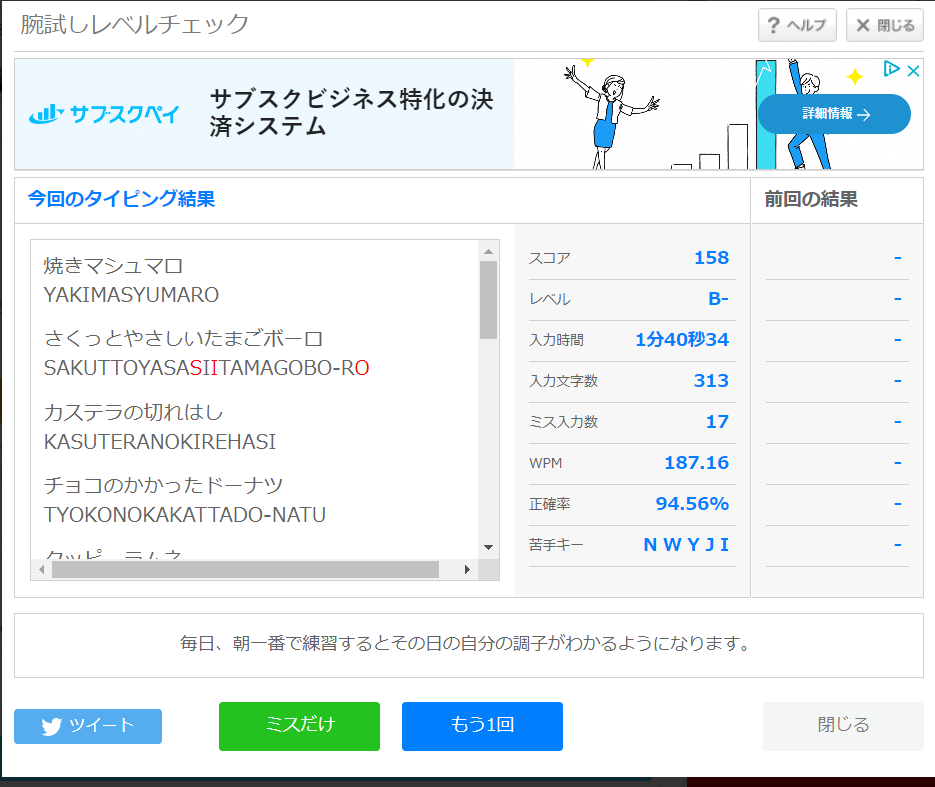 腕試しレベルチェック
? ヘルプ
× 閉じる
サブスクペイ
サブスクビジネス特化の決
済システム
詳細情報 →
今回のタイピング結果
前回の結果
焼きマシュマロ
YAKIMASYUMARO
さくっとやさしいたまごボーロ
SAKUTTOYASASIITAMAGOBO-RO
カステラの切れはし
KASUTERANOKIREHASI
チョコのかかったドーナツ
TYOKONOKAKATTADO-NATU
スコア 158 -
レベル B- -
入力時間 1分40秒34 -
入力文字数 313 -
ミス入力数 17 -
WPM 187.16 -
正確率 94.56% -
苦手キー N W Y J I -
毎日、朝一番で練習するとその日の自分の調子がわかるようになります。
ツイート
ミスだけ
もう1回
閉じる